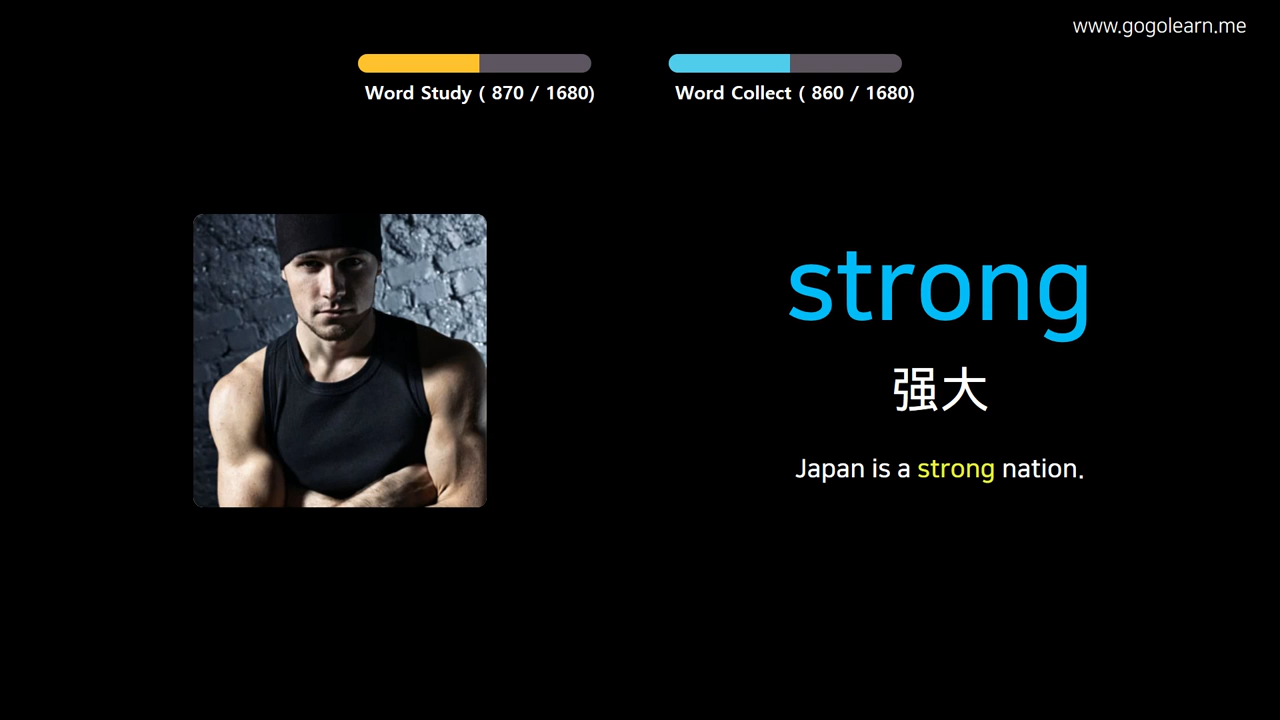 www.gogolearn.me
Word Study ( 870 / 1680)
Word Collect ( 860 / 1680)
strong
强大
Japan is a strong nation.